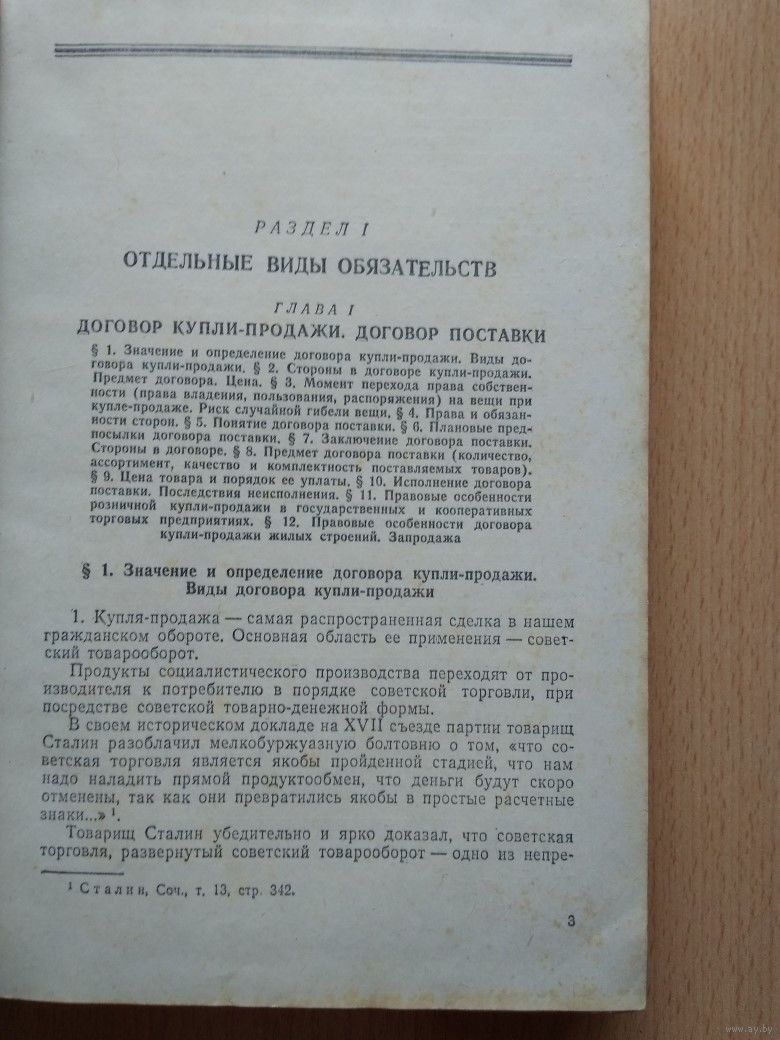 РАЗДЕЛ I
ОТДЕЛЬНЫЕ ВИДЫ ОБЯЗАТЕЛЬСТВ
ГЛАВА I
ДОГОВОР КУПЛИ-ПРОДАЖИ. ДОГОВОР ПОСТАВКИ
§ 1. Значение и определение договора купли-продажи. Виды до-
говора купли-продажи. § 2. Стороны в договоре купли-продажи.
Предмет договора. Цена. § 3. Момент перехода права собствен-
ности (права владения, пользования, распоряжения) на вещи при
купле-продаже. Риск случайной гибели вещи. § 4. Права и обязан-
ности сторон. § 5. Понятие договора поставки. § 6. Плановые пред-
посылки договора поставки. § 7. Заключение договора поставки.
Стороны в договоре. § 8. Предмет договора поставки (количество,
ассортимент, качество и комплектность поставляемых товаров).
§ 9. Цена товара и порядок ее уплаты. § 10. Исполнение договора
поставки. Последствия неисполнения. § 11. Правовые особенности
розничной купли-продажи в государственных и кооперативных
торговых предприятиях. § 12. Правовые особенности договора
купли-продажи жилых строений. Запродажа
§ 1. Значение и определение договора купли-продажи.
Виды договора купли-продажи
1. Купля-продажа — самая распространенная сделка в нашем
гражданском обороте. Основная область ее применения — совет-
ский товарооборот.
Продукты социалистического производства переходят от про-
изводителя к потребителю в порядке советской торговли, при
посредстве советской товарно-денежной формы.
В своем историческом докладе на XVII съезде партии товарищ
Сталин разоблачил мелкобуржуазную болтовню о том, «что со-
ветская торговля является якобы пройденной стадией, что нам
надо наладить прямой продуктообмен, что деньги будут скоро
отменены, так как они превратились якобы в простые расчетные
знаки...» ¹.
Товарищ Сталин убедительно и ярко доказал, что советская
торговля, развернутый советский товарооборот — одно из непре-
¹ Сталин, Соч., т. 13, стр. 342.
3
www.ay.by